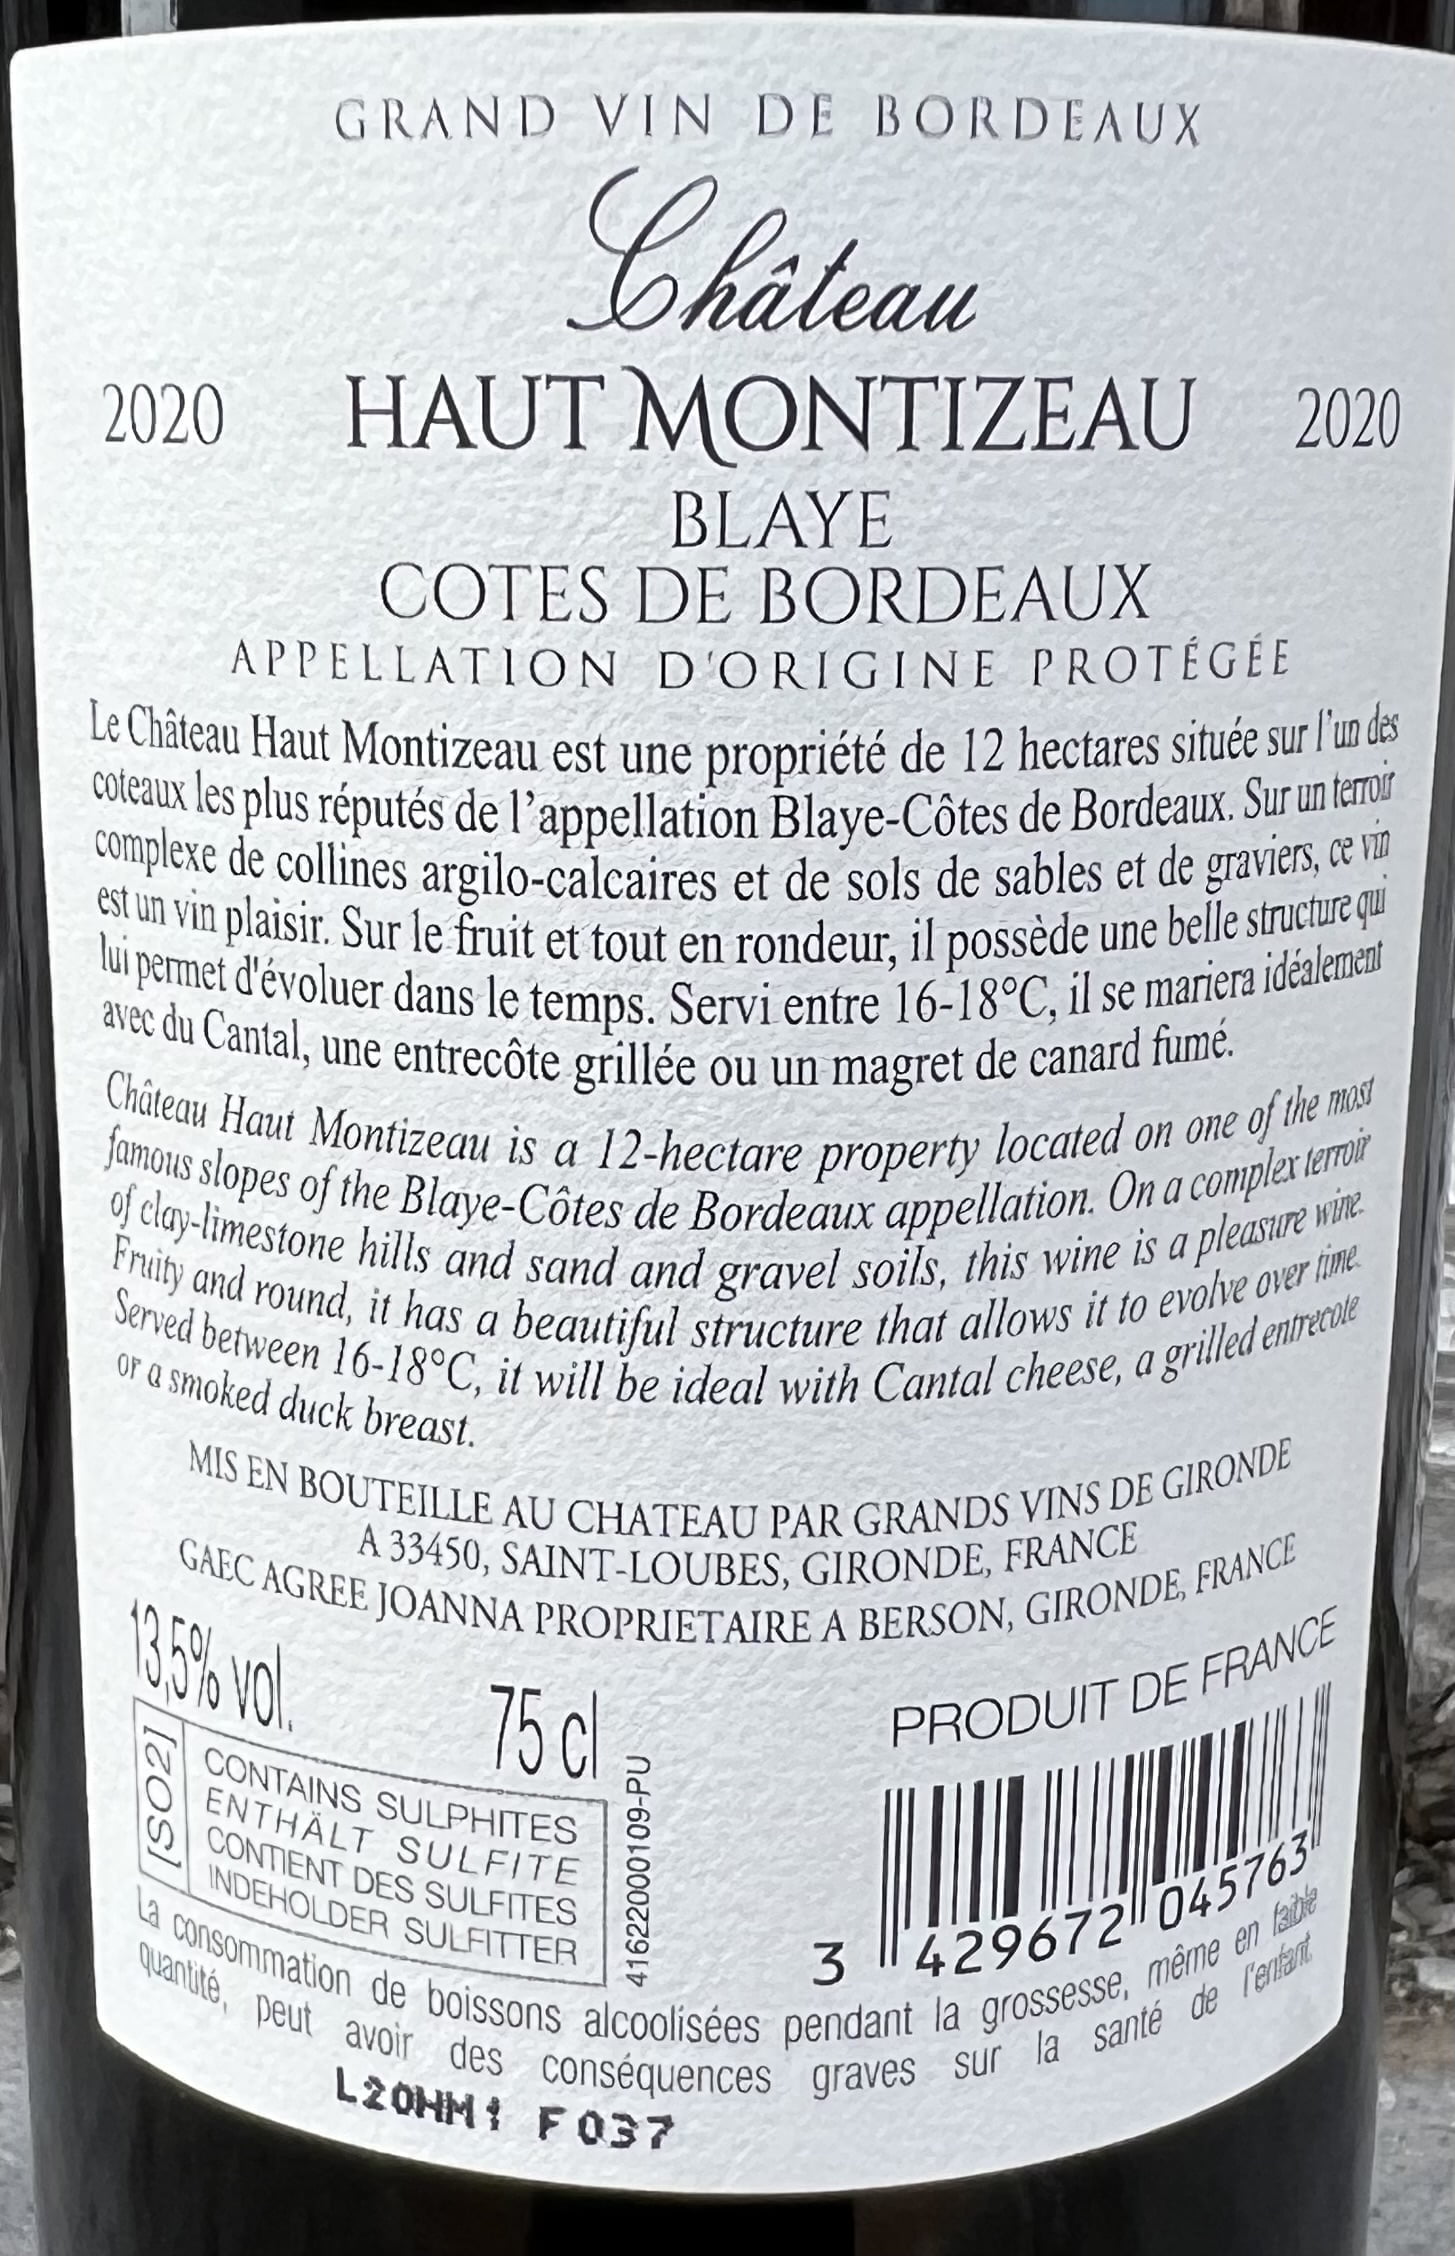 GRAND VIN DE BORDEAUX
Château
2020 HAUT MONTIZEAU 2020
BLAYE
COTES DE BORDEAUX
APPELLATION D'ORIGINE PROTÉGÉE
Le Château Haut Montizeau est une propriété de 12 hectares située sur l'un des
coteaux les plus réputés de l'appellation Blaye-Côtes de Bordeaux. Sur un terroir
complexe de collines argilo-calcaires et de sols de sables et de graviers, ce vin
est un vin plaisir. Sur le fruit et tout en rondeur, il possède une belle structure qui
lui permet d'évoluer dans le temps. Servi entre 16-18°C, il se mariera idéalement
avec du Cantal, une entrecôte grillée ou un magret de canard fumé.
Château Haut Montizeau is a 12-hectare property located on one of the most
famous slopes of the Blaye-Côtes de Bordeaux appellation. On a complex terroir
of clay-limestone hills and sand and gravel soils, this wine is a pleasure wine.
Fruity and round, it has a beautiful structure that allows it to evolve over time.
Served between 16-18°C, it will be ideal with Cantal cheese, a grilled entrecote
or a smoked duck breast.
MIS EN BOUTEILLE AU CHATEAU PAR GRANDS VINS DE GIRONDE
A 33450, SAINT-LOUBES, GIRONDE, FRANCE
GAEC AGREE JOANNA PROPRIETAIRE A BERSON, GIRONDE, FRANCE
13,5% vol. 75 cl
PRODUIT DE FRANCE
[SO2]
CONTAINS SULPHITES
ENTHÄLT SULFITE
CONTIENT DES SULFITES
INDEHOLDER SULFITTER
41622000109-PU
3 429672 045763
La consommation de boissons alcoolisées pendant la grossesse, même en faible
quantité, peut avoir des conséquences graves sur la santé de l'enfant.
L20HM1 F037